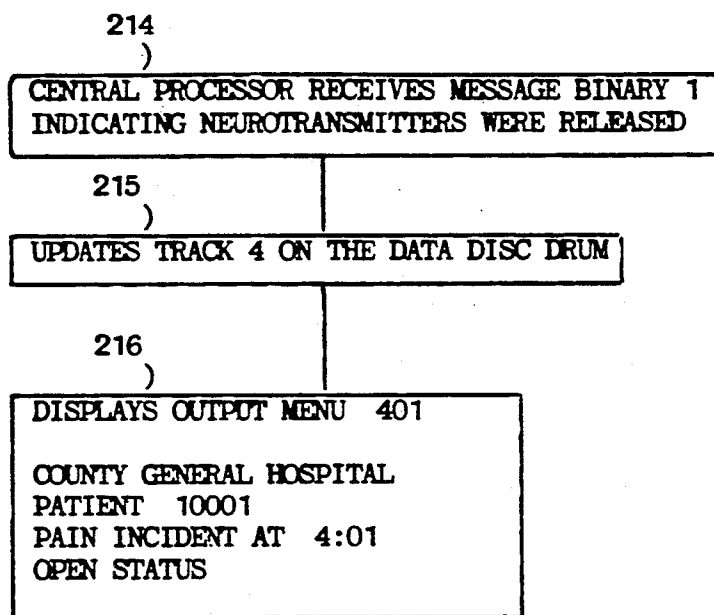 214
)
CENTRAL PROCESSOR RECEIVES MESSAGE BINARY 1
INDICATING NEUROTRANSMITTERS WERE RELEASED
215
)
UPDATES TRACK 4 ON THE DATA DISC DRUM
216
)
DISPLAYS OUTPUT MENU 401
COUNTY GENERAL HOSPITAL
PATIENT 10001
PAIN INCIDENT AT 4:01
OPEN STATUS